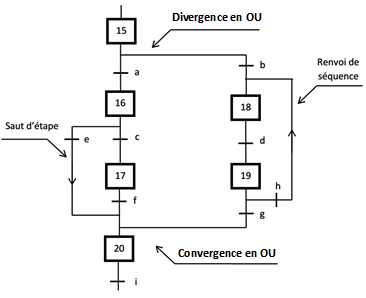 Divergence en OU
15
a
b
Renvoi de
séquence
16
18
Saut d'étape
e
c
d
17
19
h
f
g
20
Convergence en OU
i